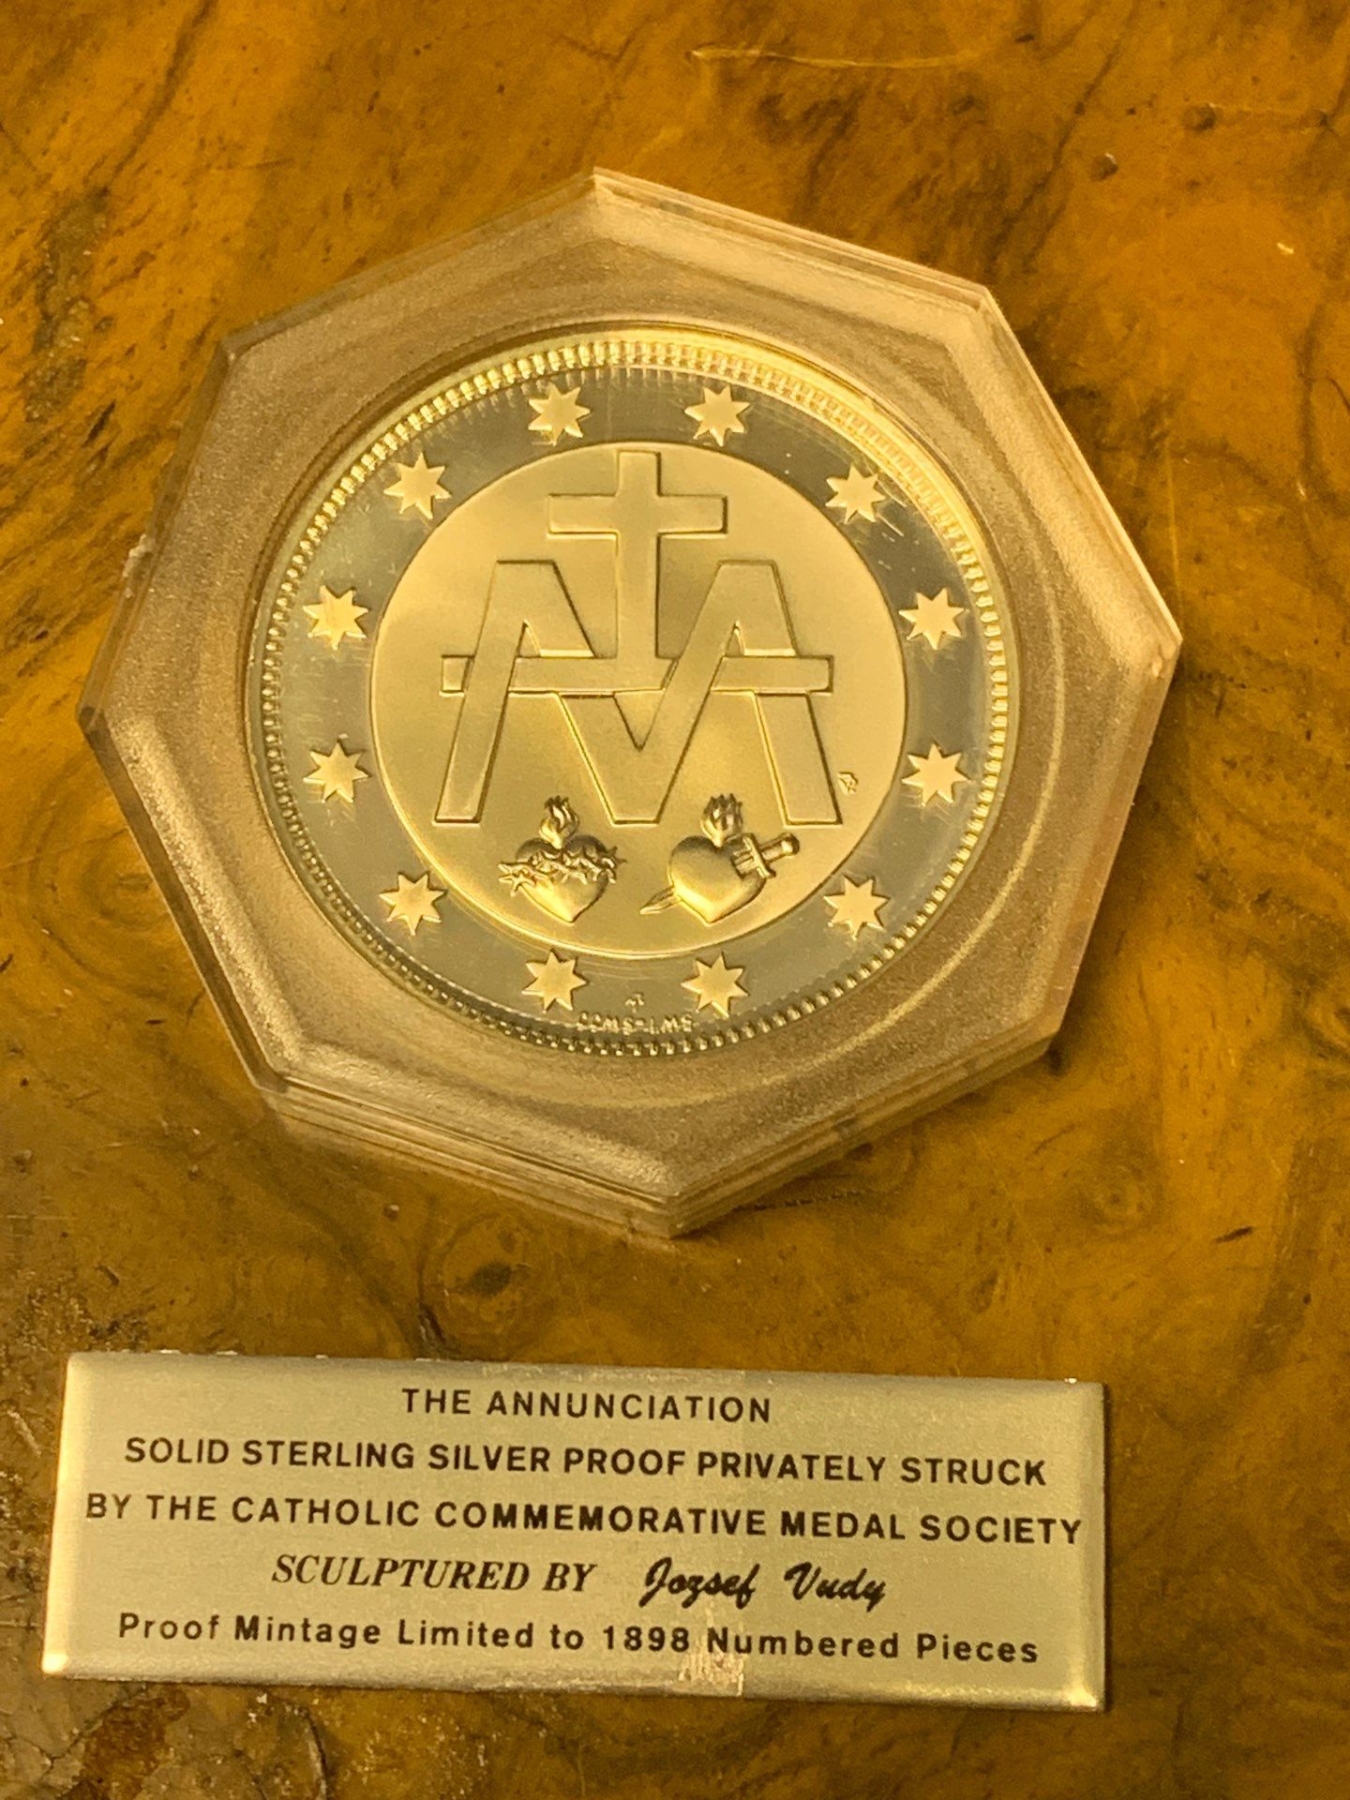 THE ANNUNCIATION
SOLID STERLING SILVER PROOF PRIVATELY STRUCK
BY THE CATHOLIC COMMEMORATIVE MEDAL SOCIETY
SCULPTURED BY Jozsef Vudy
Proof Mintage Limited to 1898 Numbered Pieces